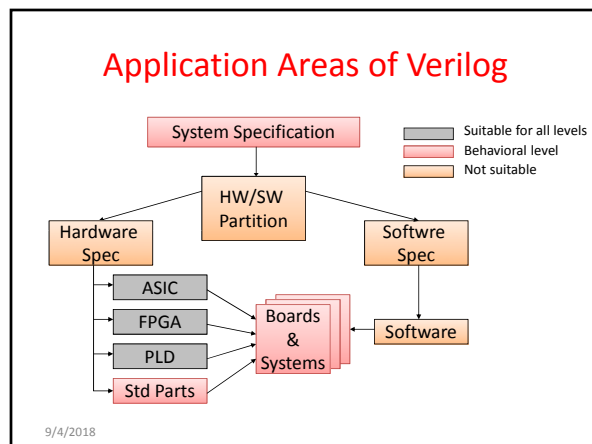 Application Areas of Verilog
System Specification
Suitable for all levels
Behavioral level
Not suitable
HW/SW
Partition
Hardware
Spec
Softwre
Spec
ASIC
FPGA
PLD
Std Parts
Boards
&
Systems
Software
9/4/2018